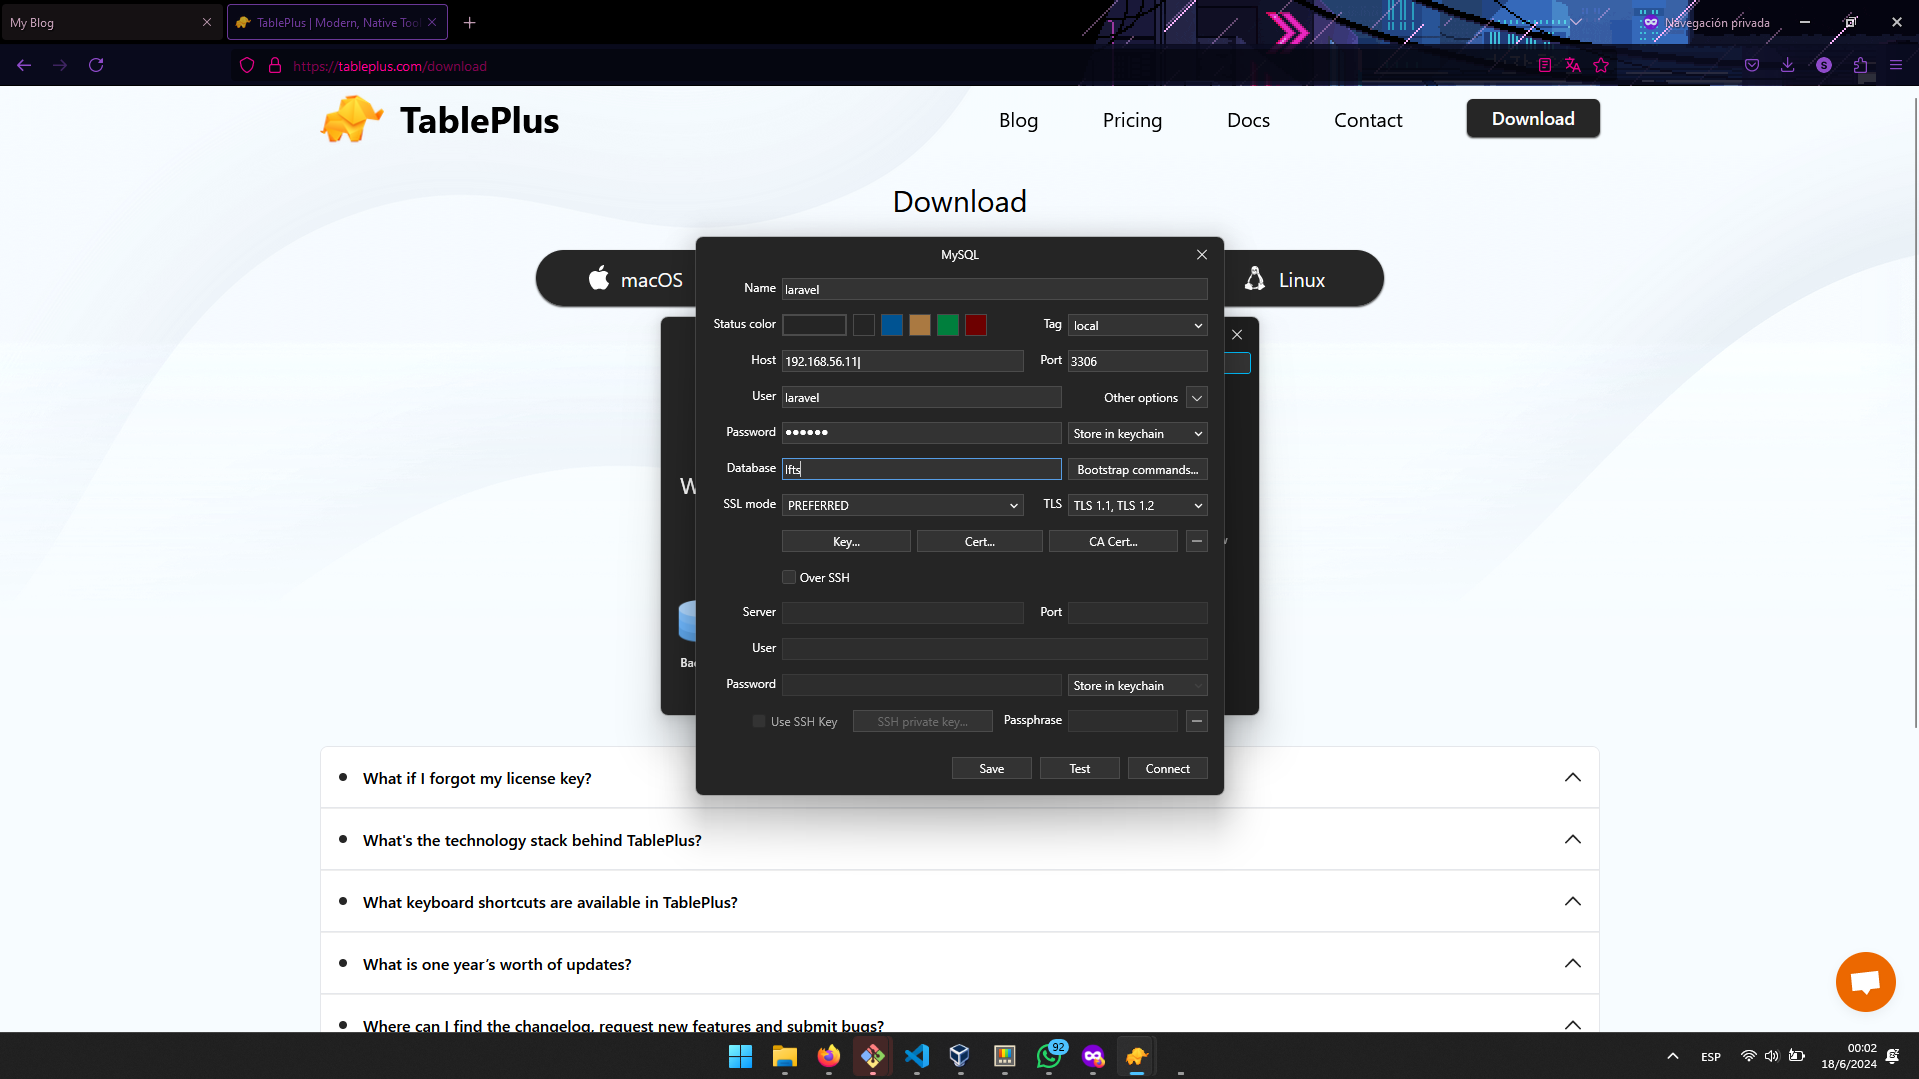 My Blog
TablePlus | Modern, Native Tool
Navegación privada
https://tableplus.com/download
S
TablePlus
Blog
Pricing
Docs
Contact
Download
Download
macOS
Linux
MySQL
Name
laravel
Status color
Tag
local
Host
192.168.56.11
Port
3306
User
laravel
Other options
Password
Store in keychain
Database
lfts
Bootstrap commands...
SSL mode
PREFERRED
TLS
TLS 1.1, TLS 1.2
Key...
Cert...
CA Cert...
Over SSH
Server
Port
User
Password
Store in keychain
Use SSH Key
SSH private key...
Passphrase
Save
Test
Connect
What if I forgot my license key?
What's the technology stack behind TablePlus?
What keyboard shortcuts are available in TablePlus?
What is one year’s worth of updates?
Where can I find the changelog, request new features and submit bugs?
92
ESP
00:02
18/6/2024